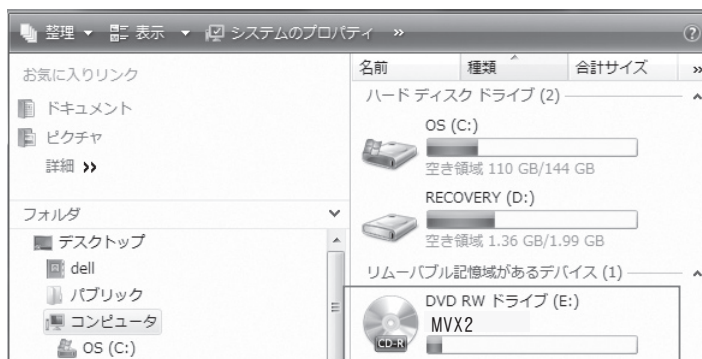 整理 ▼ 表示 ▼ システムのプロパティ »
?
お気に入りリンク
ドキュメント
ピクチャ
詳細 »
フォルダ
デスクトップ
dell
パブリック
コンピュータ
OS (C:)
名前 種類 合計サイズ »
ハード ディスク ドライブ (2)
OS (C:)
空き領域 110 GB/144 GB
RECOVERY (D:)
空き領域 1.36 GB/1.99 GB
リムーバブル記憶域があるデバイス (1)
DVD RW ドライブ (E:)
MVX2
CD-R